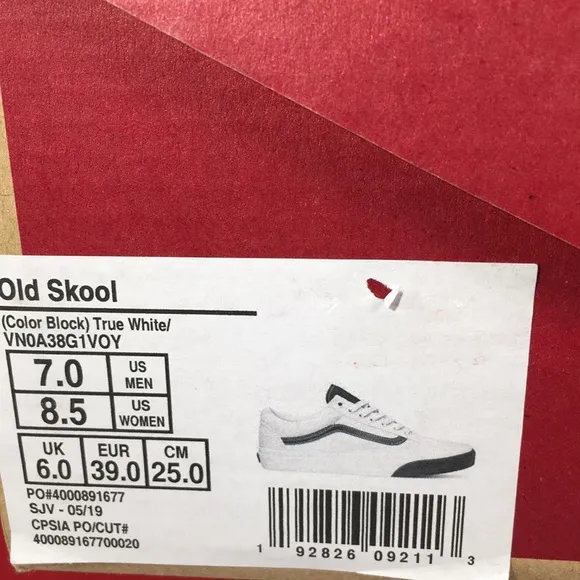 Old Skool
(Color Block) True White/
VN0A38G1VOY
7.0 US MEN
8.5 US WOMEN
UK EUR CM
6.0 39.0 25.0
PO#4000891677
SJV - 05/19
CPSIA PO/CUT#
400089167700020
1 92826 09211 3